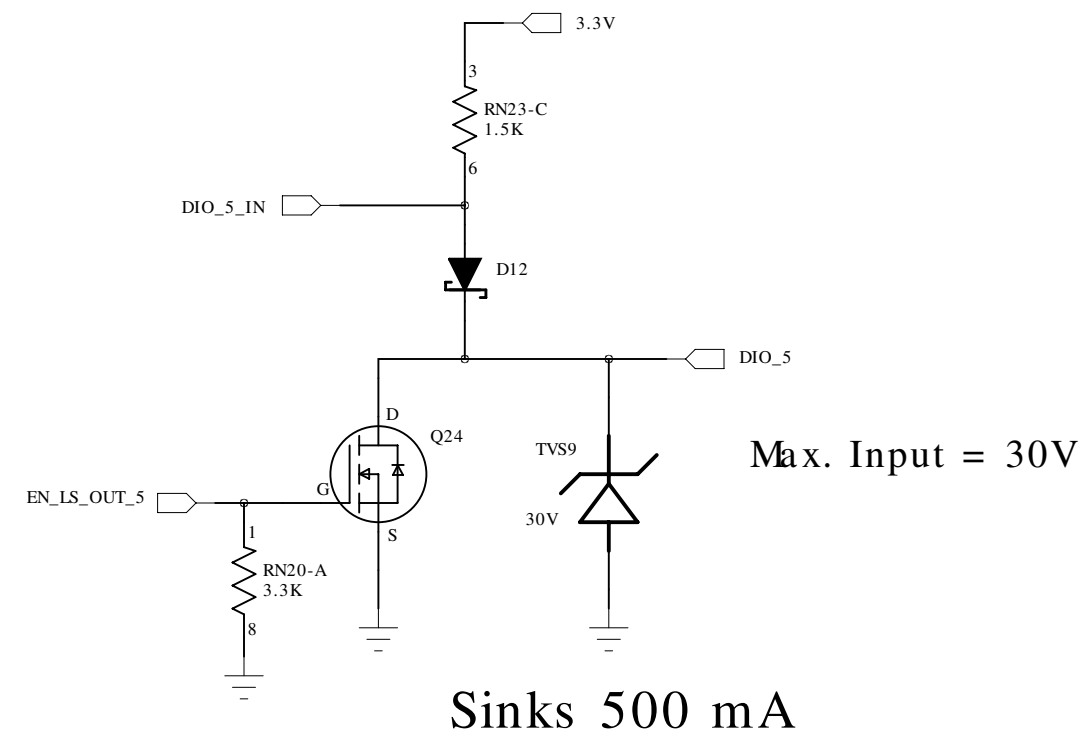 3.3V
3
RN23-C
1.5K
6
DIO_5_IN
D12
DIO_5
D
Q24
TVS9
Max. Input = 30V
G
EN_LS_OUT_5
30V
S
1
RN20-A
3.3K
8
Sinks 500 mA